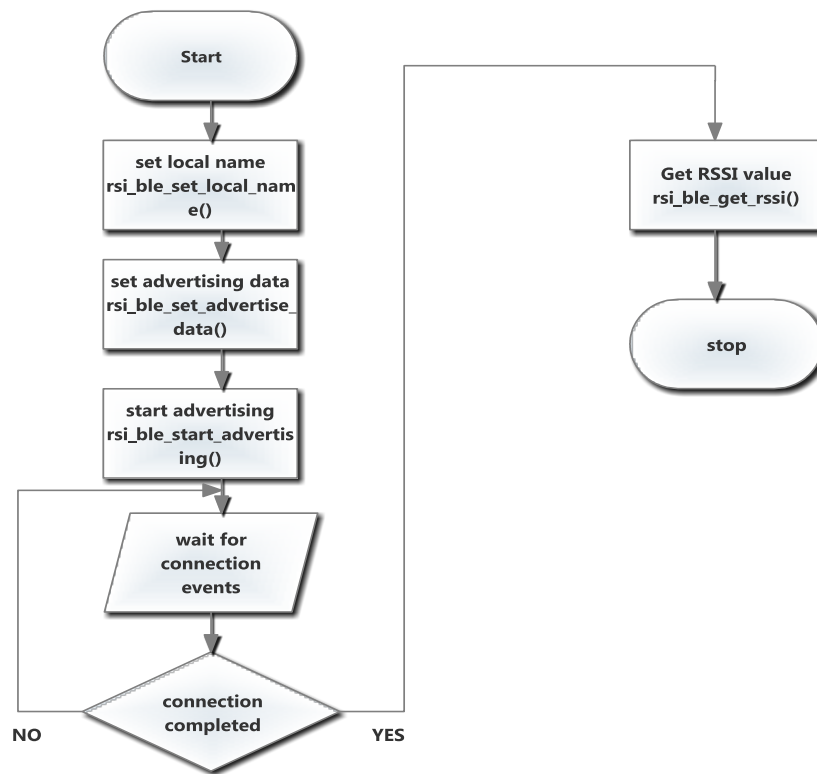 Start
set local name
rsi_ble_set_local_nam
e()
set advertising data
rsi_ble_set_advertise_
data()
start advertising
rsi_ble_start_advertis
ing()
wait for
connection
events
connection
completed
NO
YES
Get RSSI value
rsi_ble_get_rssi()
stop